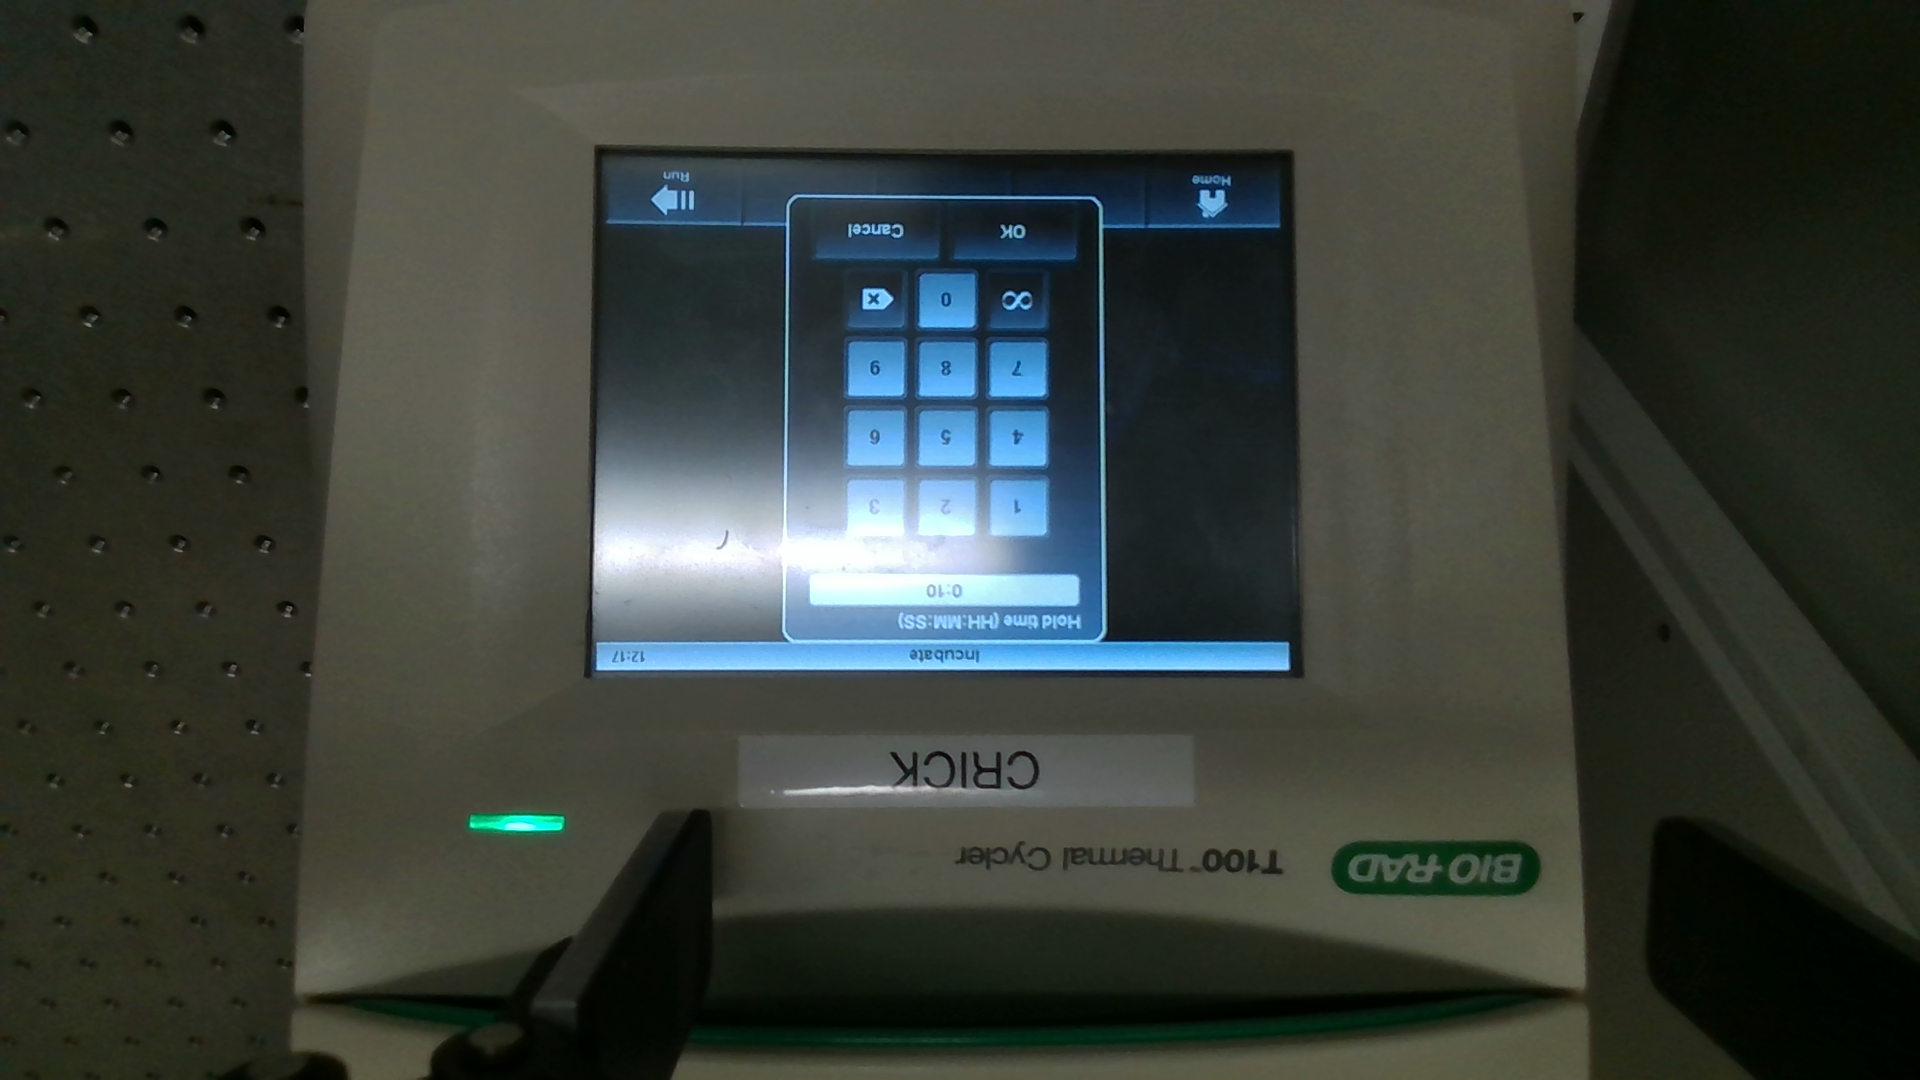 BIO-RAD
T100™ Thermal Cycler
CRICK
Incubate
12:17
Hold time (HH:MM:SS)
0:10
1 2 3
4 5 6
7 8 9
∞ 0 x
OK Cancel
Home
Run